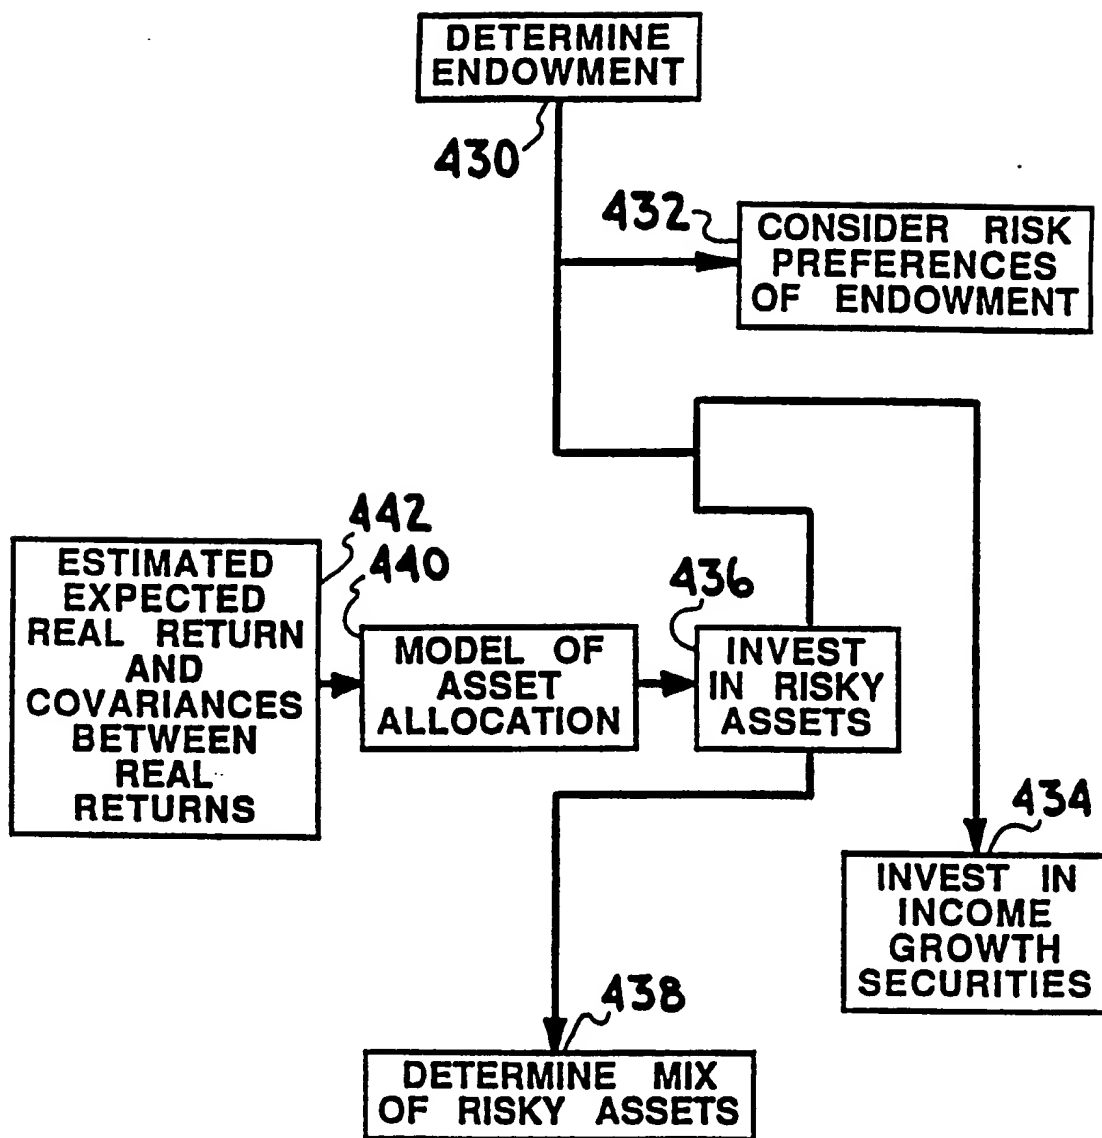 DETERMINE
ENDOWMENT
430
432
CONSIDER RISK
PREFERENCES
OF ENDOWMENT
442
ESTIMATED
EXPECTED
REAL RETURN
AND
COVARIANCES
BETWEEN
REAL
RETURNS
440
MODEL OF
ASSET
ALLOCATION
436
INVEST
IN RISKY
ASSETS
434
INVEST IN
INCOME
GROWTH
SECURITIES
438
DETERMINE MIX
OF RISKY ASSETS